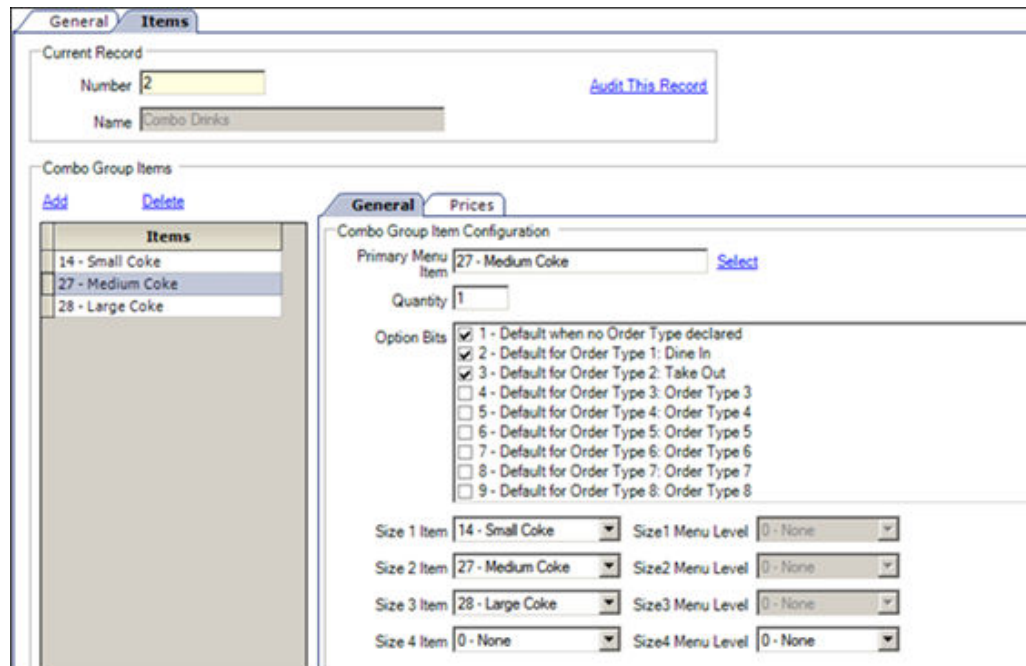 General Items
Current Record
Number 2 Audit This Record
Name Combo Drinks
Combo Group Items
Add Delete
General Prices
Items
14 - Small Coke
27 - Medium Coke
28 - Large Coke
Combo Group Item Configuration
Primary Menu Item 27 - Medium Coke Select
Quantity 1
Option Bits
1 - Default when no Order Type declared
2 - Default for Order Type 1: Dine In
3 - Default for Order Type 2: Take Out
4 - Default for Order Type 3: Order Type 3
5 - Default for Order Type 4: Order Type 4
6 - Default for Order Type 5: Order Type 5
7 - Default for Order Type 6: Order Type 6
8 - Default for Order Type 7: Order Type 7
9 - Default for Order Type 8: Order Type 8
Size 1 Item 14 - Small Coke Size1 Menu Level 0 - None
Size 2 Item 27 - Medium Coke Size2 Menu Level 0 - None
Size 3 Item 28 - Large Coke Size3 Menu Level 0 - None
Size 4 Item 0 - None Size4 Menu Level 0 - None